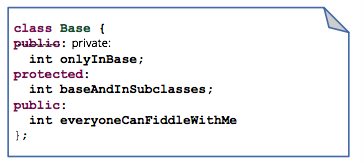 class Base {
public: private:
int onlyInBase;
protected:
int baseAndInSubclasses;
public:
int everyoneCanFiddleWithMe
};